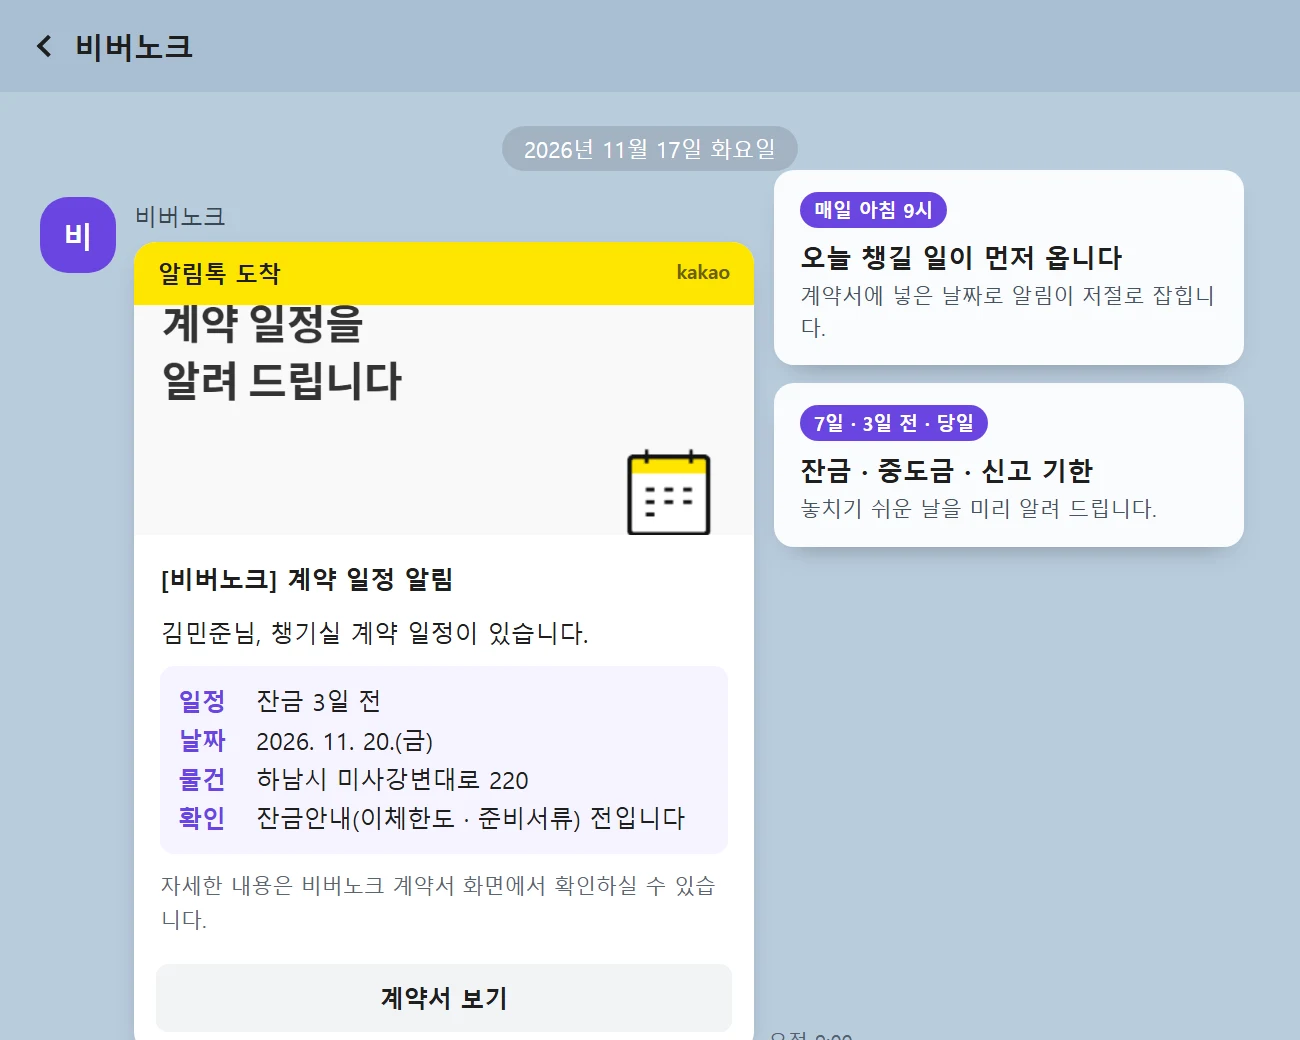 비버노크
2026년 11월 17일 화요일
비
비버노크
알림톡 도착
kakao
계약 일정을
알려 드립니다
[비버노크] 계약 일정 알림
김민준님, 챙기실 계약 일정이 있습니다.
일정 잔금 3일 전
날짜 2026. 11. 20.(금)
물건 하남시 미사강변대로 220
확인 잔금안내(이체한도 · 준비서류) 전입니다
자세한 내용은 비버노크 계약서 화면에서 확인하실 수 있습
니다.
계약서 보기
매일 아침 9시
오늘 챙길 일이 먼저 옵니다
계약서에 넣은 날짜로 알림이 저절로 잡힙니
다.
7일 · 3일 전 · 당일
잔금 · 중도금 · 신고 기한
놓치기 쉬운 날을 미리 알려 드립니다.